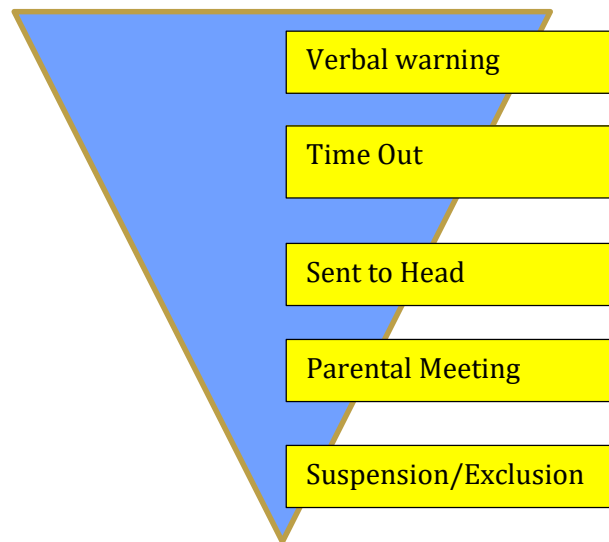 Verbal warning
Time Out
Sent to Head
Parental Meeting
Suspension/Exclusion